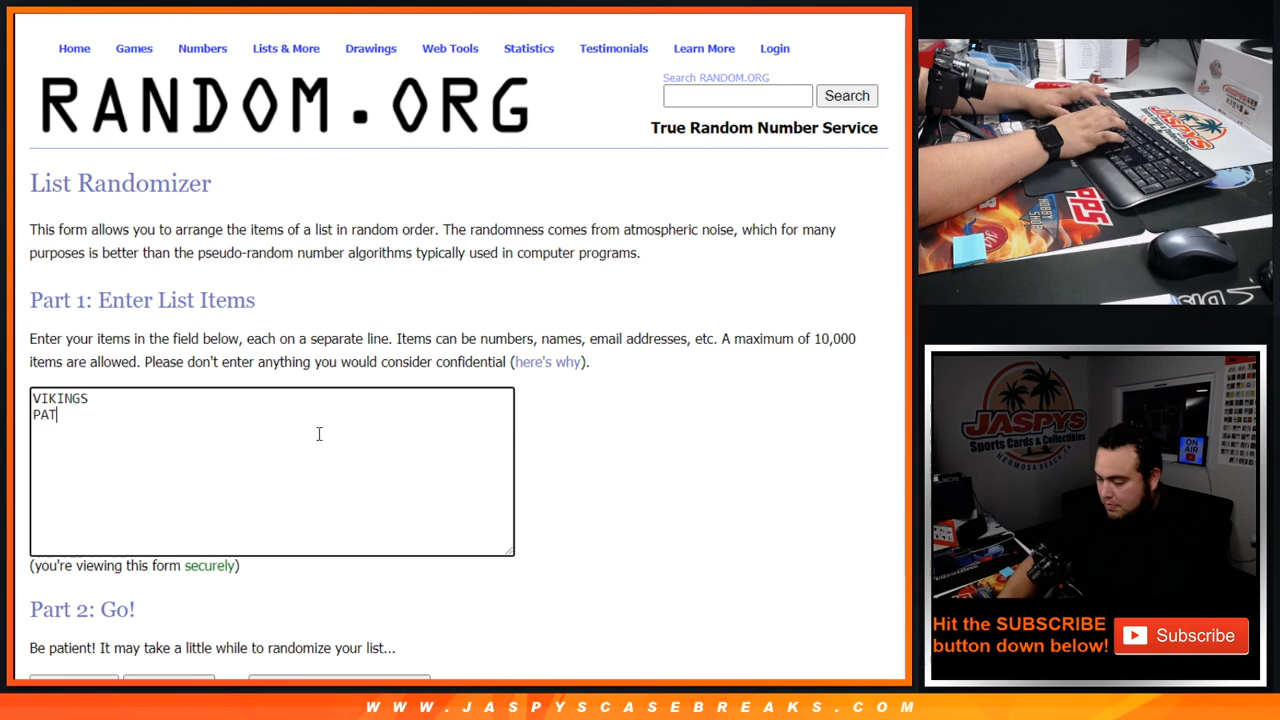 Home Games Numbers Lists & More Drawings Web Tools Statistics Testimonials Learn More Login
RANDOM.ORG
Search RANDOM.ORG
Search
True Random Number Service
List Randomizer
This form allows you to arrange the items of a list in random order. The randomness comes from atmospheric noise, which for many
purposes is better than the pseudo-random number algorithms typically used in computer programs.
Part 1: Enter List Items
Enter your items in the field below, each on a separate line. Items can be numbers, names, email addresses, etc. A maximum of 10,000
items are allowed. Please don't enter anything you would consider confidential (here's why).
VIKINGS
PAT
(you're viewing this form securely)
Part 2: Go!
Be patient! It may take a little while to randomize your list...
JASPYS
HOBBY
SHOP
PPS
JASPYS
Sports Cards & Collectibles
HERMOSA BEACH, CA
ON
AIR
Hit the SUBSCRIBE
button down below!
Subscribe
WWW.JASPYSCASEBREAKS.COM